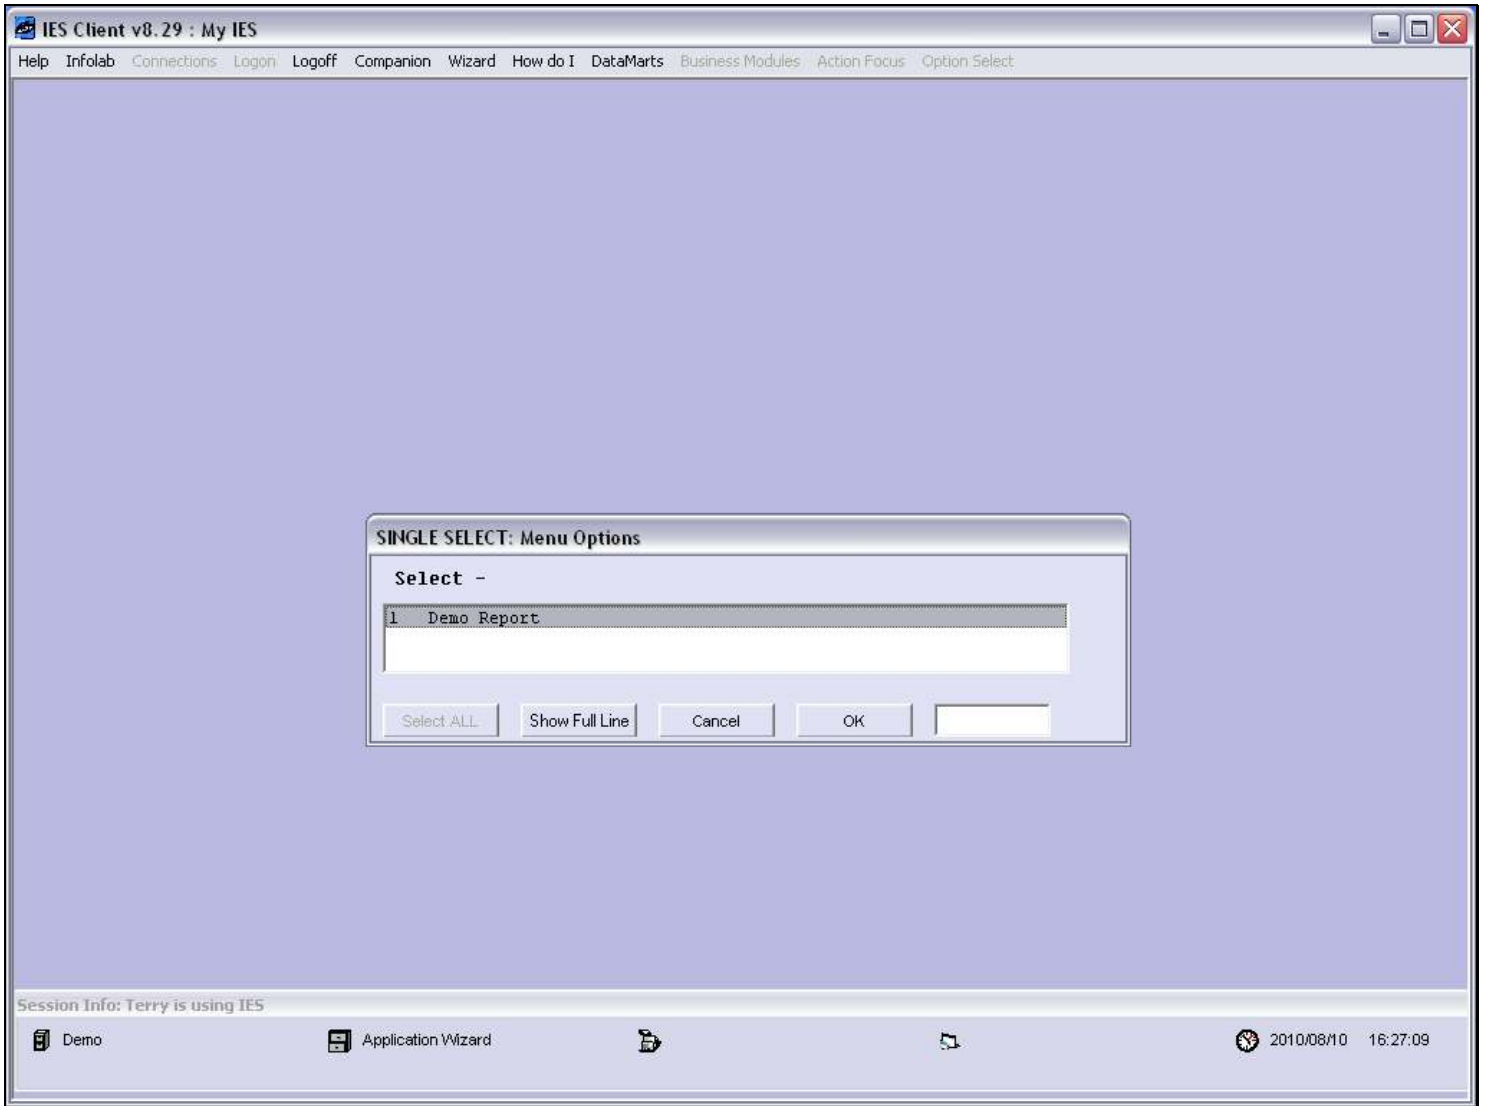 IES Client v8.29 : My IES
Help Infolab Connections Logon Logoff Companion Wizard How do I DataMarts Business Modules Action Focus Option Select
SINGLE SELECT: Menu Options
Select -
1 Demo Report
Select ALL Show Full Line Cancel OK
Session Info: Terry is using IES
Demo Application Wizard 2010/08/10 16:27:09